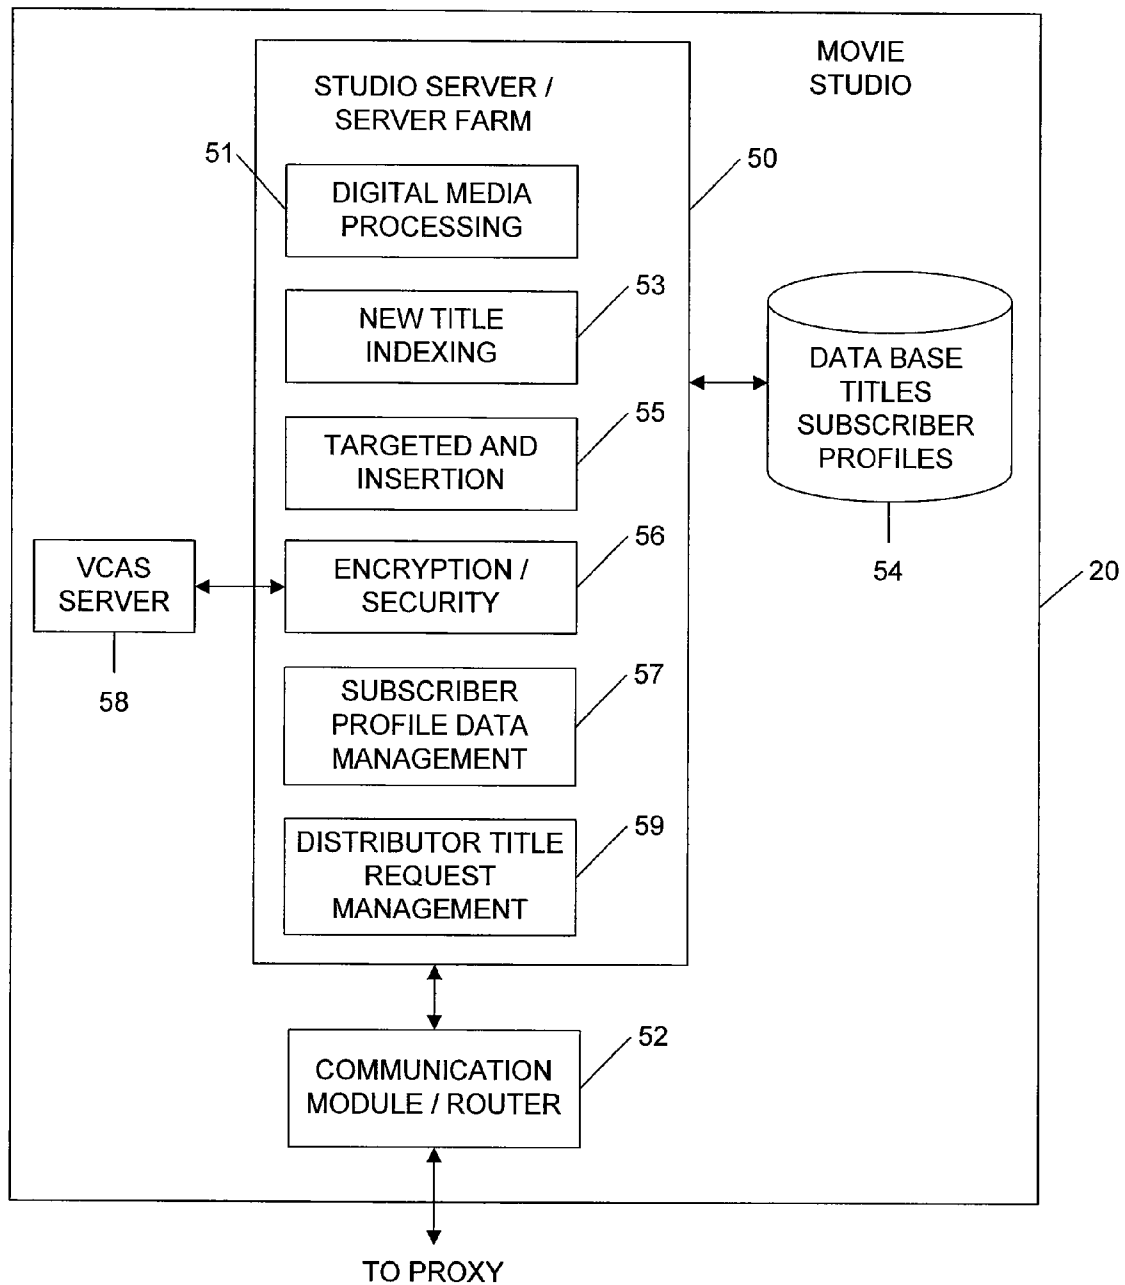 MOVIE
STUDIO
STUDIO SERVER /
SERVER FARM
51
50
DIGITAL MEDIA
PROCESSING
53
NEW TITLE
INDEXING
DATA BASE
TITLES
SUBSCRIBER
PROFILES
55
TARGETED AND
INSERTION
54
56
VCAS
SERVER
ENCRYPTION /
SECURITY
20
58
57
SUBSCRIBER
PROFILE DATA
MANAGEMENT
59
DISTRIBUTOR TITLE
REQUEST
MANAGEMENT
52
COMMUNICATION
MODULE / ROUTER
TO PROXY